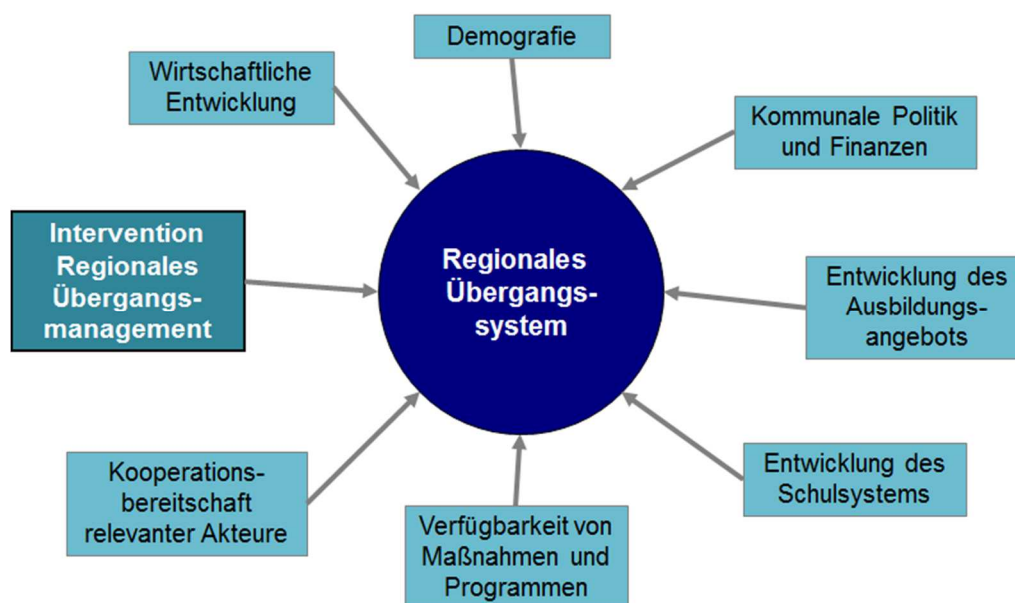 Demografie
Wirtschaftliche
Entwicklung
Kommunale Politik
und Finanzen
Intervention
Regionales
Übergangs-
management
Regionales
Übergangs-
system
Entwicklung des
Ausbildungs-
angebots
Kooperations-
bereitschaft
relevanter Akteure
Verfügbarkeit von
Maßnahmen und
Programmen
Entwicklung des
Schulsystems